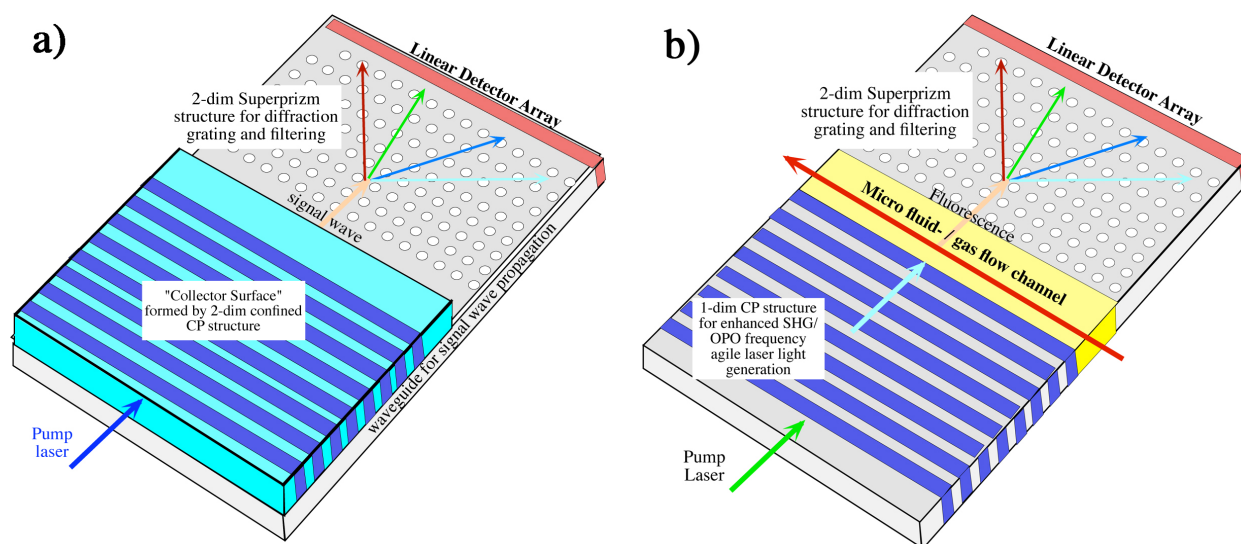 a)
Linear Detector Array
2-dim Superprizm
structure for diffraction
grating and filtering
signal wave
"Collector Surface"
formed by 2-dim confined
CP structure
waveguide for signal wave propagation
Pump
laser
b)
Linear Detector Array
2-dim Superprizm
structure for diffraction
grating and filtering
Fluorescence
Micro fluid- gas flow channel
1-dim CP structure
for enhanced SHG/
OPO frequency
agile laser light
generation
Pump
Laser